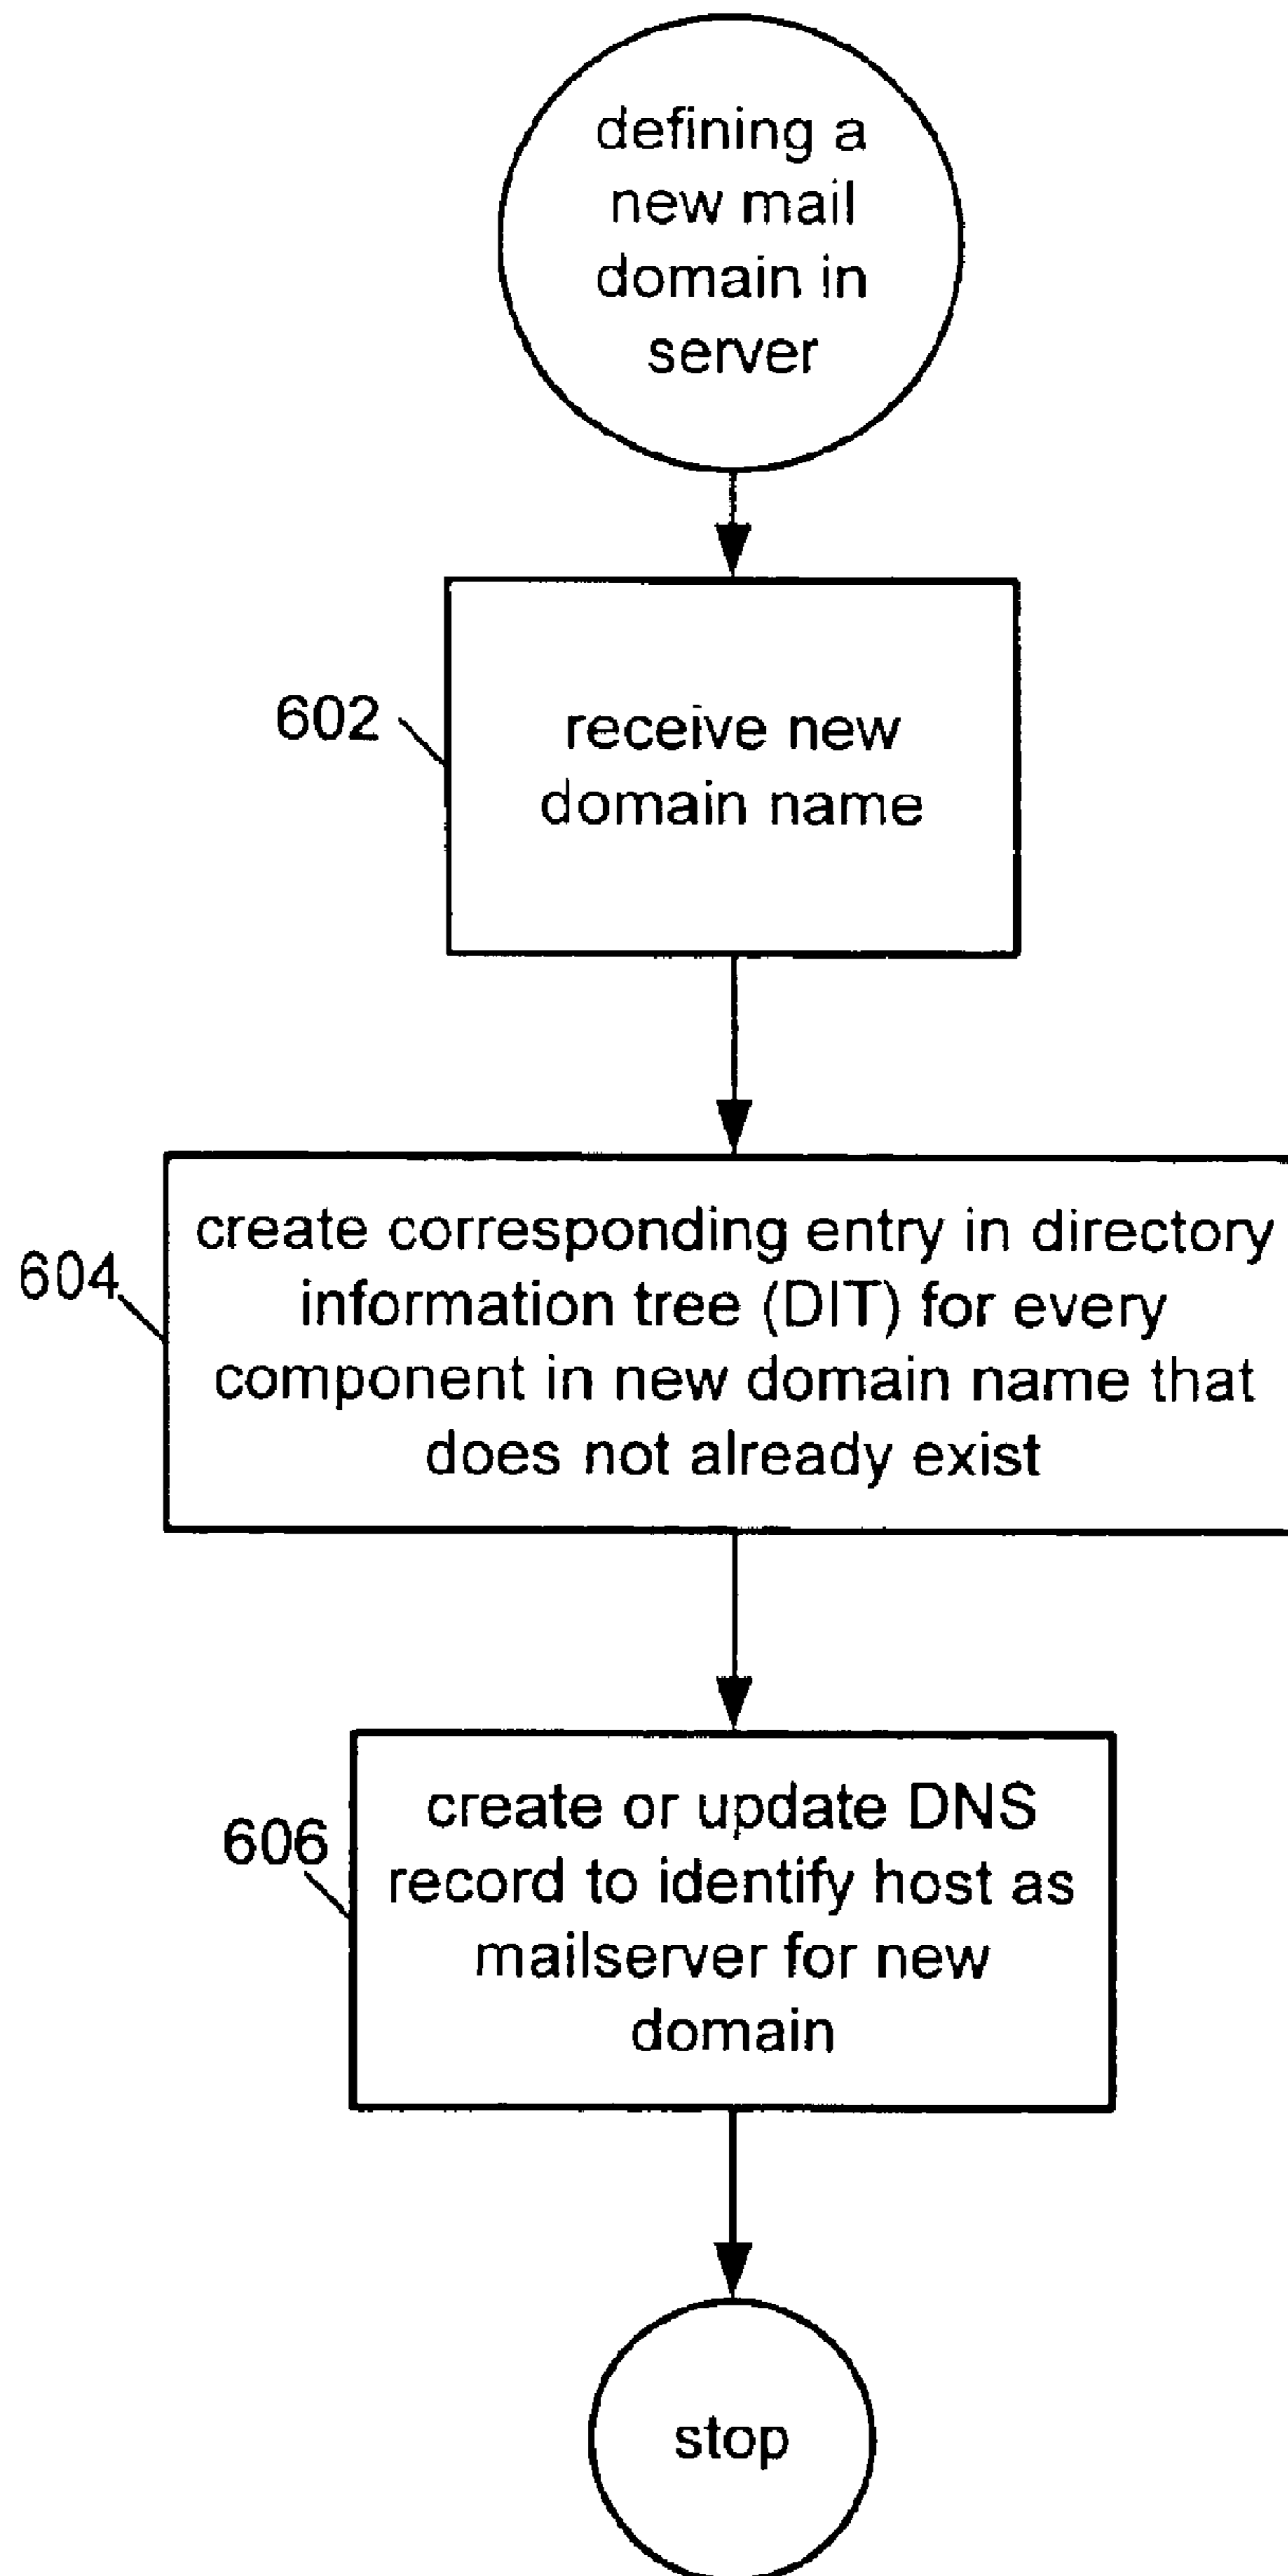 defining a
new mail
domain in
server
602
receive new
domain name
604
create corresponding entry in directory
information tree (DIT) for every
component in new domain name that
does not already exist
606
create or update DNS
record to identify host as
mailserver for new
domain
stop